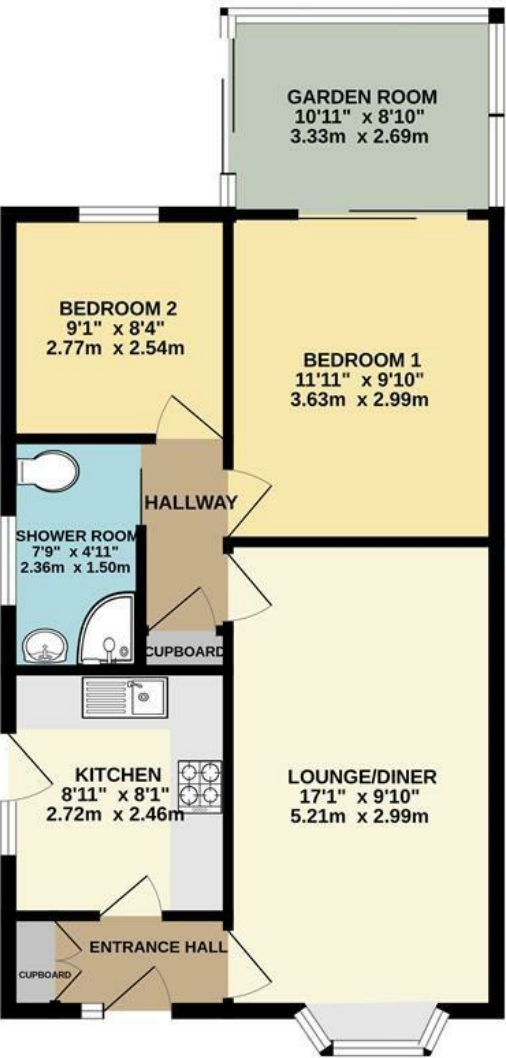 GARDEN ROOM
10'11" x 8'10"
3.33m x 2.69m
BEDROOM 2
9'1" x 8'4"
2.77m x 2.54m
BEDROOM 1
11'11" x 9'10"
3.63m x 2.99m
HALLWAY
SHOWER ROOM
7'9" x 4'11"
2.36m x 1.50m
CUPBOARD
KITCHEN
8'11" x 8'1"
2.72m x 2.46m
LOUNGE/DINER
17'1" x 9'10"
5.21m x 2.99m
ENTRANCE HALL
CUPBOARD